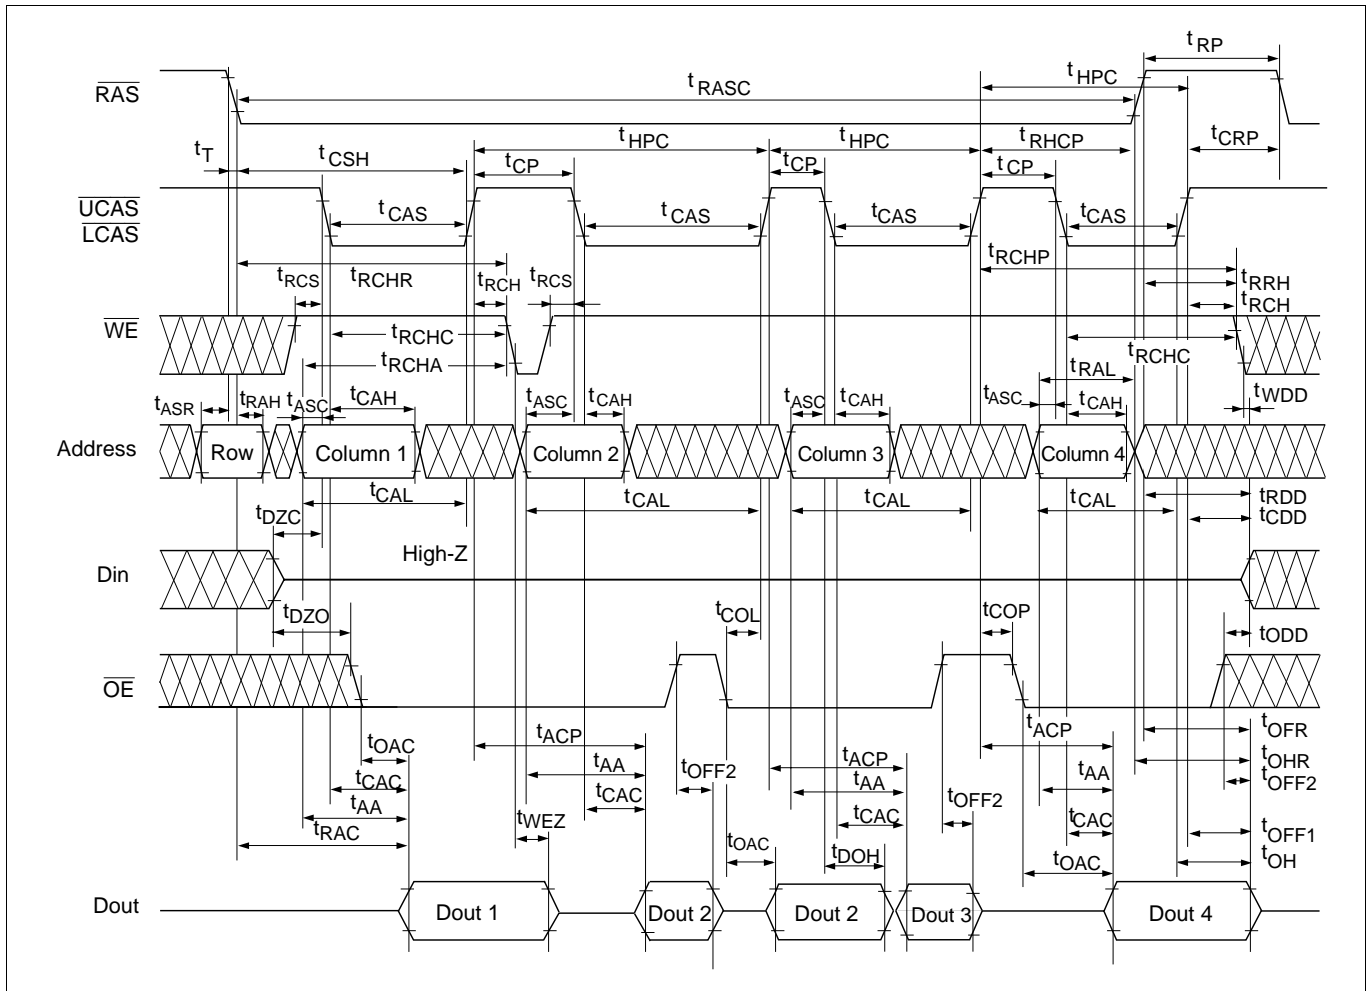 tRP
tHPC
RAS
tRASC
tHPC tHPC tRHCP
tT tCSH tCP tCP tCP tCRP
UCAS
LCAS
tCAS tCAS tCAS tCAS
tRCHP
tRCS tRCHR tRCH tRCS tRRH
tRCH
WE
tRCHC
tRCHC
tRCHA
tRAL
tASR tRAH tASC tCAH tASC tCAH tASC tCAH tASC tCAH tWDD
Address Row Column 1 Column 2 Column 3 Column 4
tCAL tCAL tCAL tCAL tRDD
tCDD
tDZC
High-Z
Din
tDZO tCOL tCOP tODD
OE
tOAC tACP tACP tACP tOFR
tCAC tAA tOFF2 tAA tOFF2 tAA tOHR
tOFF2
tAA tCAC tCAC tCAC
tRAC tWEZ tOAC tDOH tOAC tOFF1
tOH
Dout Dout 1 Dout 2 Dout 2 Dout 3 Dout 4